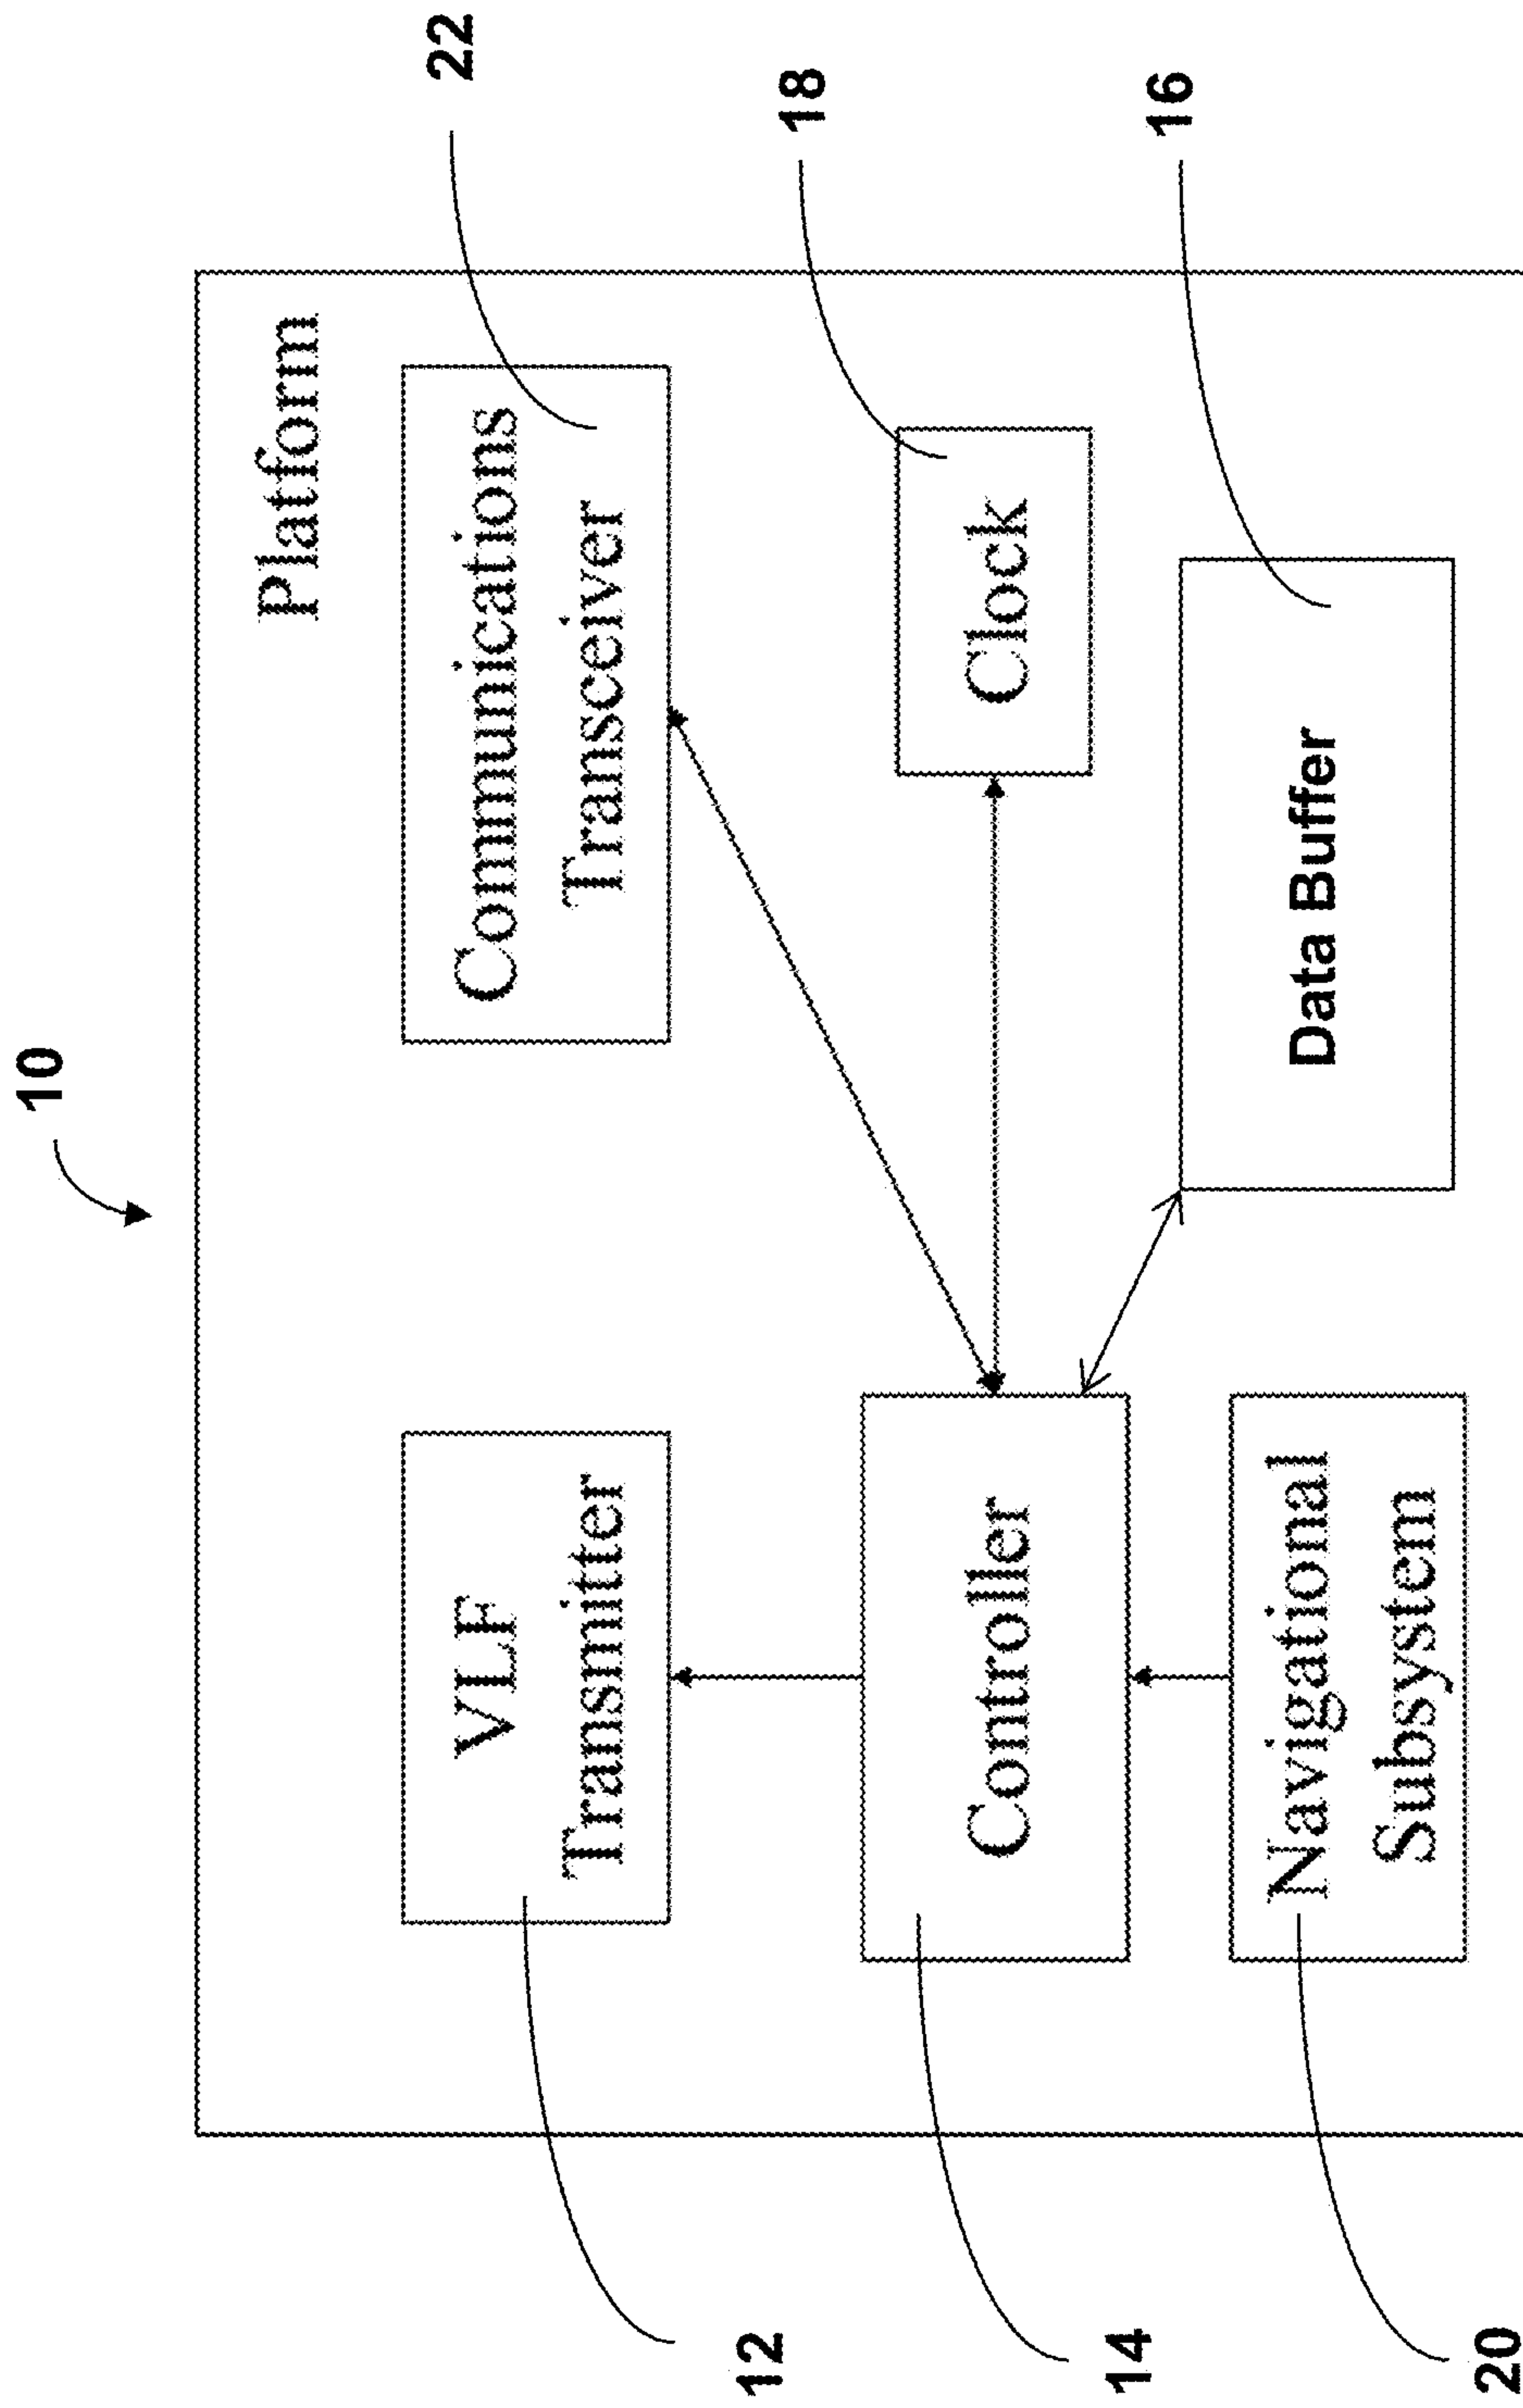 10
Platform
22
Communications
Transceiver
VLF
Transmitter
12
18
Clock
Controller
14
16
Data Buffer
Navigational
Subsystem
20